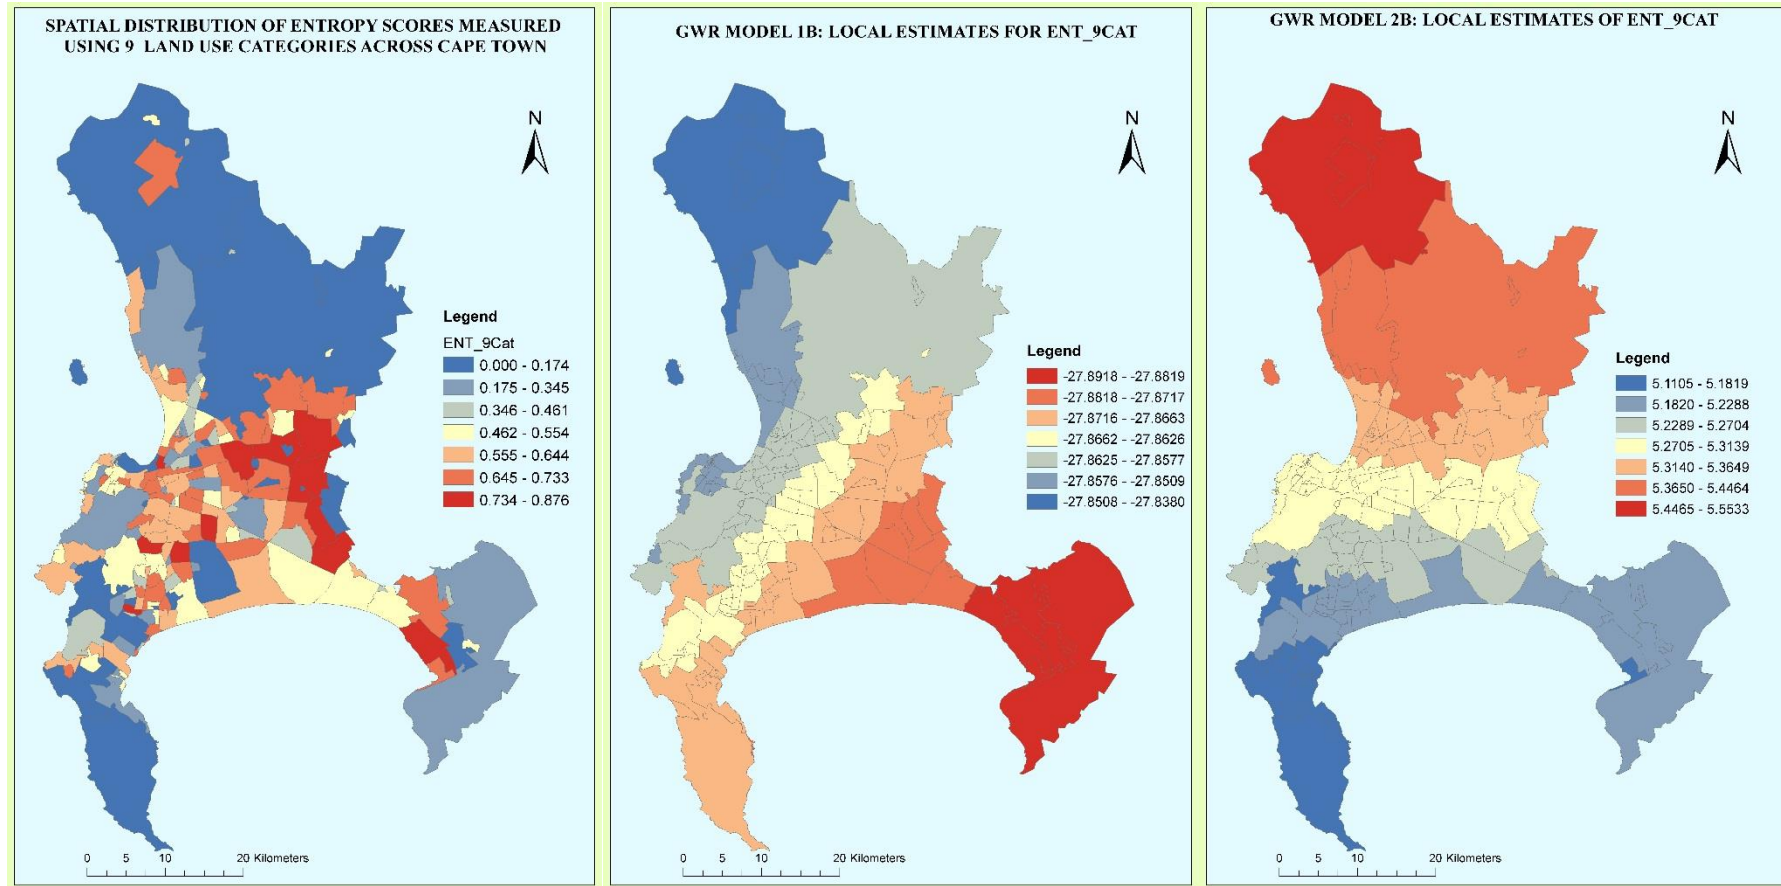 SPATIAL DISTRIBUTION OF ENTROPY SCORES MEASURED
USING 9 LAND USE CATEGORIES ACROSS CAPE TOWN
N
Legend
ENT_9Cat
0.000 - 0.174
0.175 - 0.345
0.346 - 0.461
0.462 - 0.554
0.555 - 0.644
0.645 - 0.733
0.734 - 0.876
0 5 10 20 Kilometers
GWR MODEL 1B: LOCAL ESTIMATES FOR ENT_9CAT
N
Legend
-27.8918 - -27.8819
-27.8818 - -27.8717
-27.8716 - -27.8663
-27.8662 - -27.8626
-27.8625 - -27.8577
-27.8576 - -27.8509
-27.8508 - -27.8380
0 5 10 20 Kilometers
GWR MODEL 2B: LOCAL ESTIMATES OF ENT_9CAT
N
Legend
5.1105 - 5.1819
5.1820 - 5.2288
5.2289 - 5.2704
5.2705 - 5.3139
5.3140 - 5.3649
5.3650 - 5.4464
5.4465 - 5.5533
0 5 10 20 Kilometers